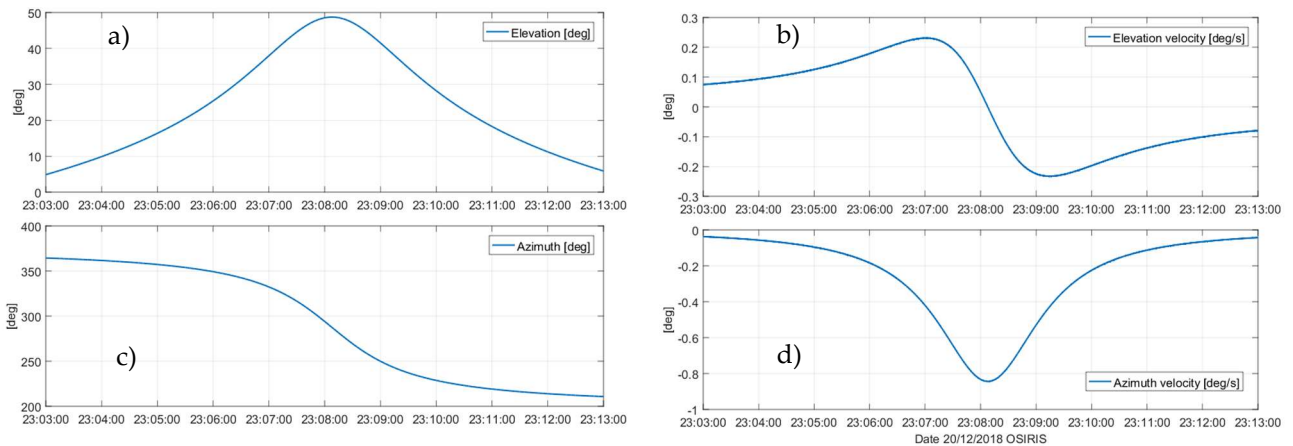 a)
Elevation [deg]
[deg]
50
40
30
20
10
0
23:03:00 23:04:00 23:05:00 23:06:00 23:07:00 23:08:00 23:09:00 23:10:00 23:11:00 23:12:00 23:13:00
b)
Elevation velocity [deg/s]
[deg]
0.3
0.2
0.1
0
-0.1
-0.2
-0.3
23:03:00 23:04:00 23:05:00 23:06:00 23:07:00 23:08:00 23:09:00 23:10:00 23:11:00 23:12:00 23:13:00
c)
Azimuth [deg]
[deg]
400
350
300
250
200
23:03:00 23:04:00 23:05:00 23:06:00 23:07:00 23:08:00 23:09:00 23:10:00 23:11:00 23:12:00 23:13:00
d)
Azimuth velocity [deg/s]
[deg]
0
-0.2
-0.4
-0.6
-0.8
-1
23:03:00 23:04:00 23:05:00 23:06:00 23:07:00 23:08:00 23:09:00 23:10:00 23:11:00 23:12:00 23:13:00
Date 20/12/2018 OSIRIS